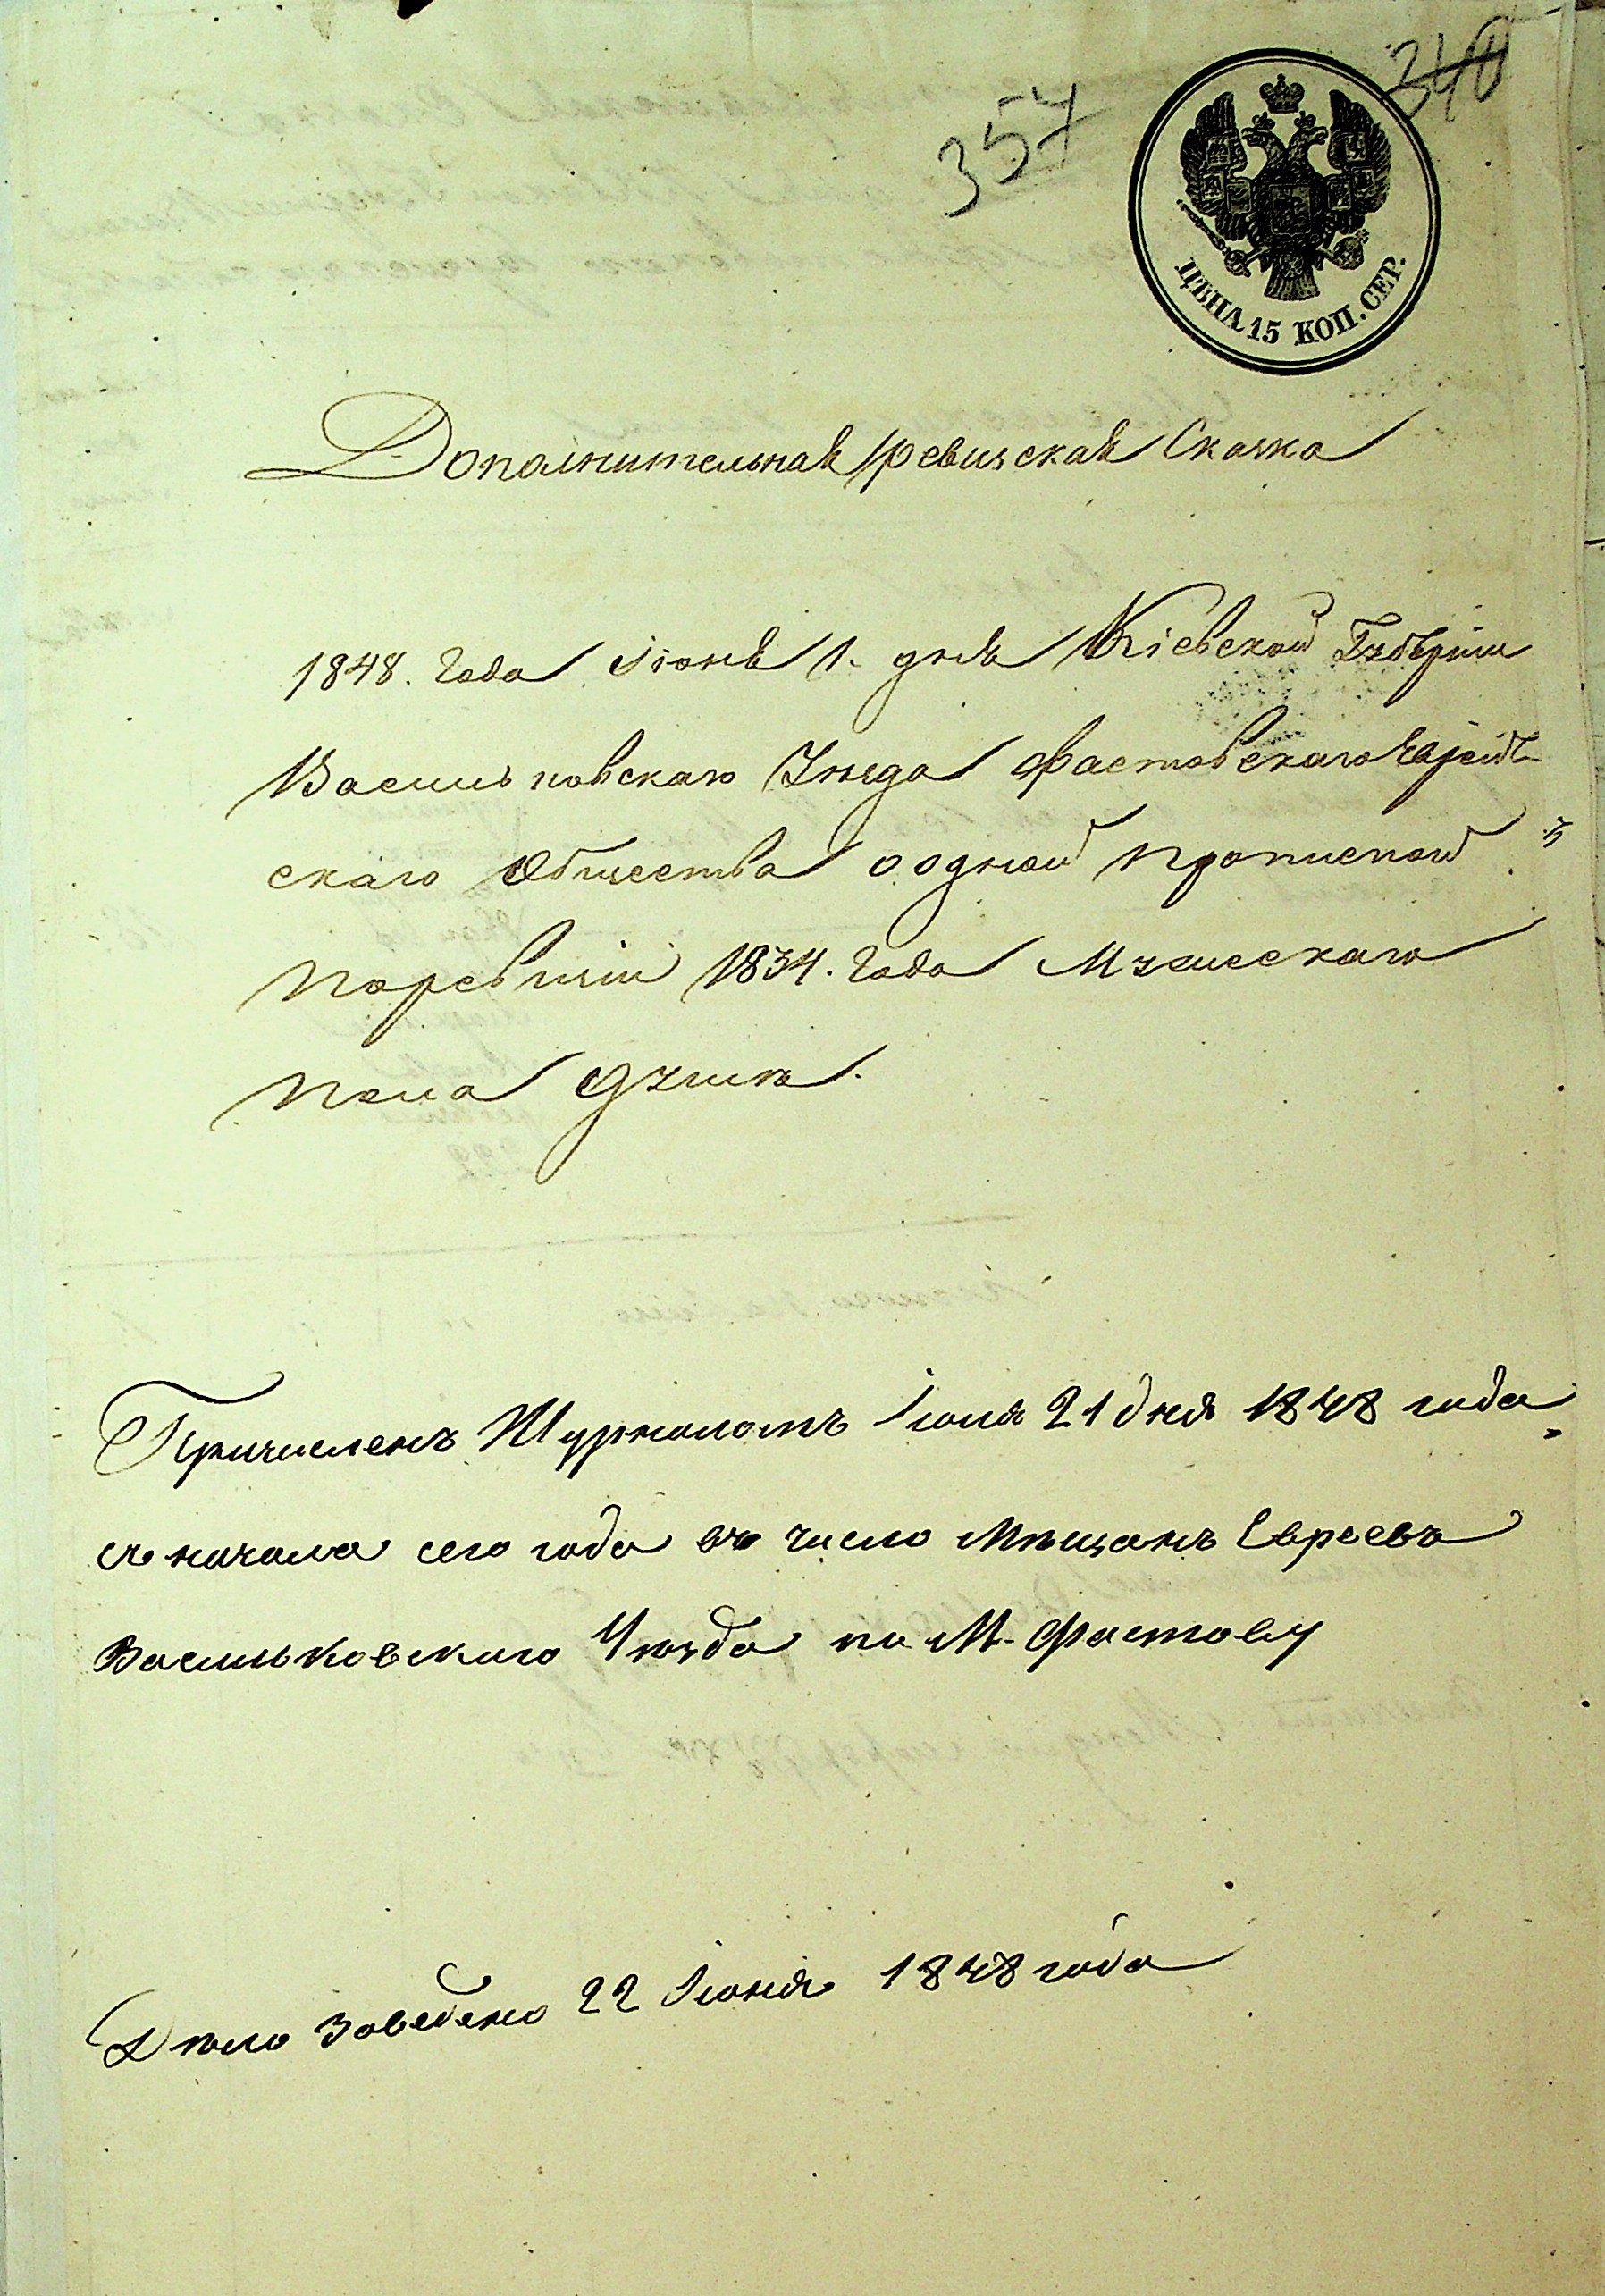 357
340
ЦѢНА 15 КОП. СЕР.
Дополнительная ревизская Сказка
1848. года Іюня 1. дня Кіевской Губерніи
Васильковскаго Уѣзда Фастовскаго Еврей-
скаго Общества о одной прописной
по ревизіи 1834. года Мужескаго
пола души.
Причисленъ Журналомъ Іюня 21 дня 1848 года
съ начала сего года въ число Мѣщанъ Евреевъ
Васильковского Уѣзда по М. Фастову
Дѣло заведено 22 Іюня 1848 года